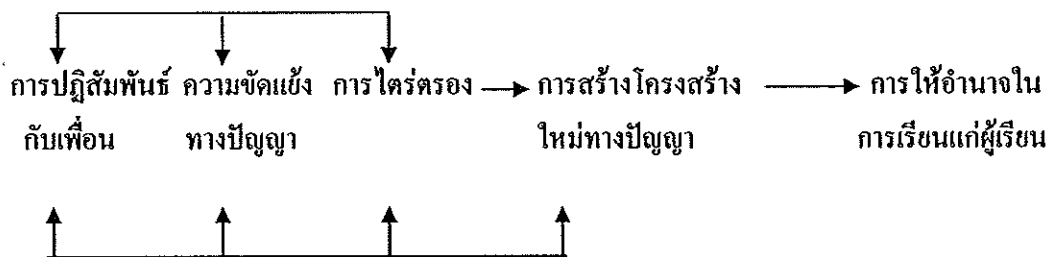 การปฏิสัมพันธ์ ความขัดแย้ง การไตร่ตรอง การสร้างโครงสร้าง การให้อำนาจใน
กับเพื่อน ทางปัญญา ใหม่ทางปัญญา การเรียนแก่ผู้เรียน